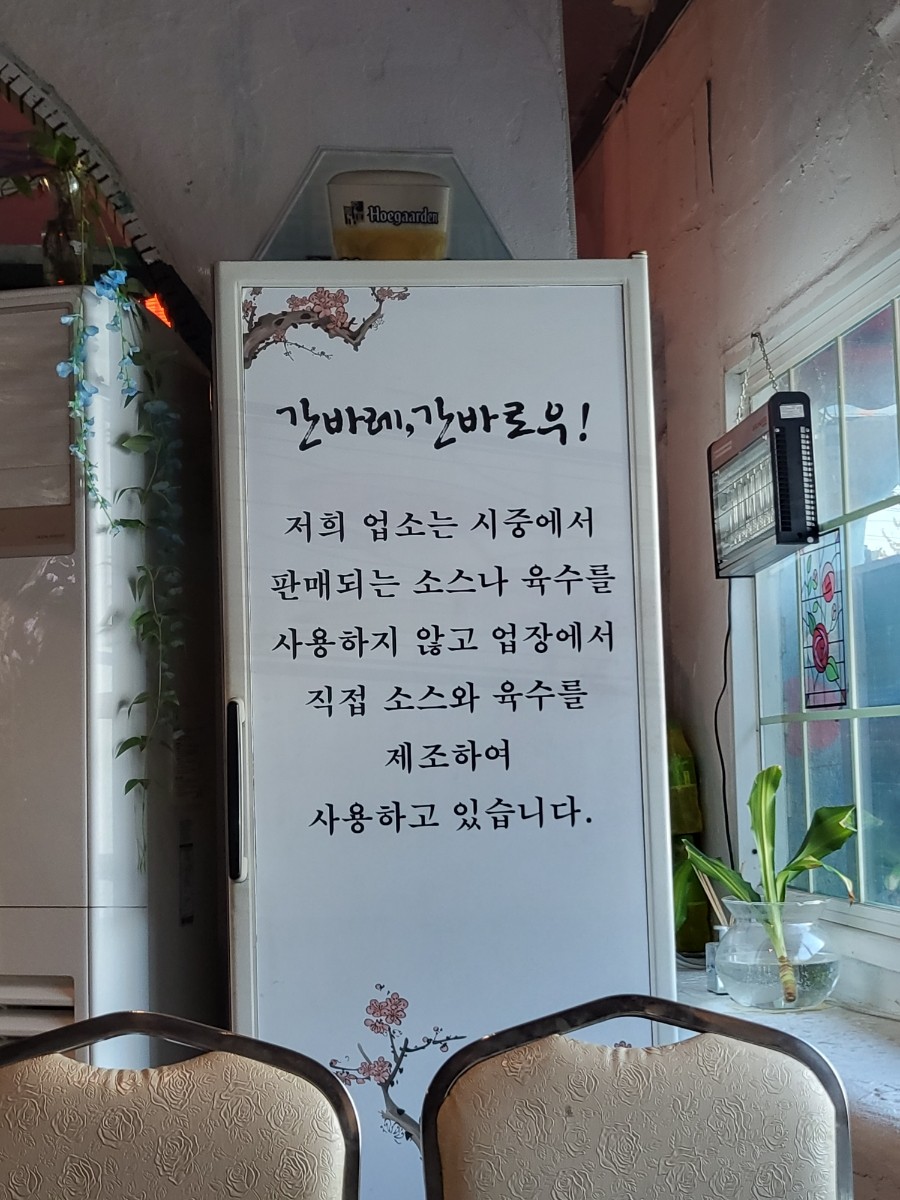 Hoegaarden
간바레,간바로우!
저희 업소는 시중에서
판매되는 소스나 육수를
사용하지 않고 업장에서
직접 소스와 육수를
제조하여
사용하고 있습니다.